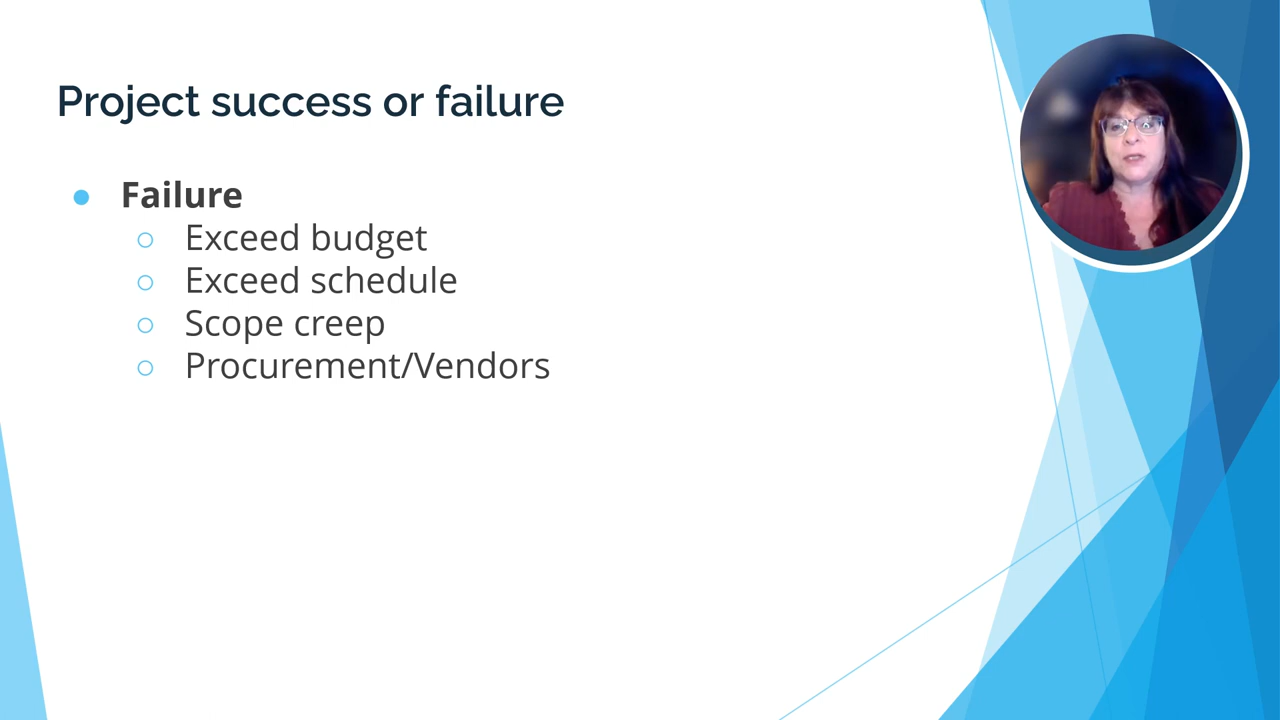 Project success or failure
Failure
Exceed budget
Exceed schedule
Scope creep
Procurement/Vendors